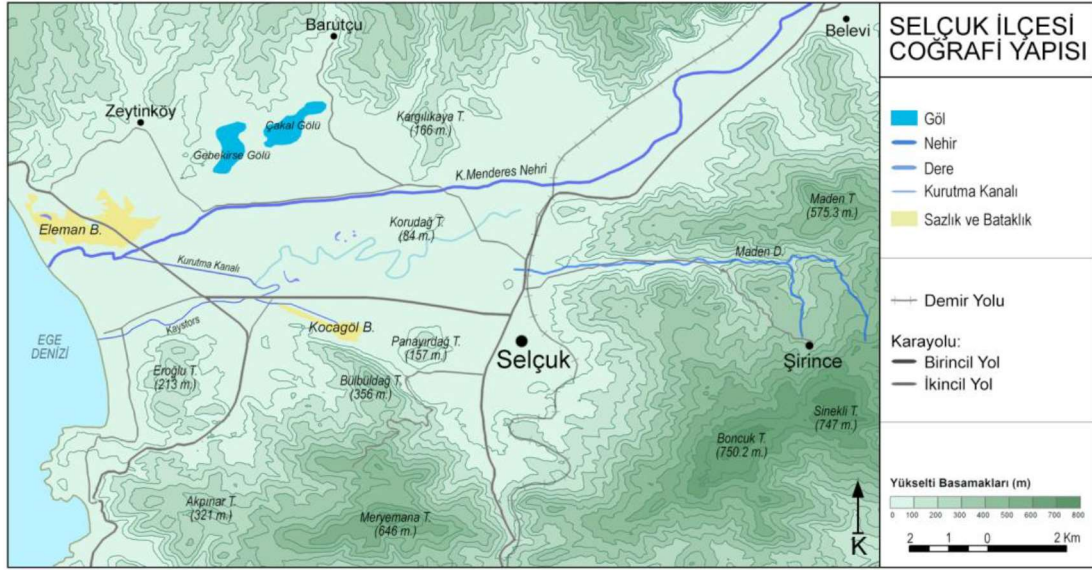 SELÇUK İLÇESİ
COĞRAFİ YAPISI
Göl
Nehir
Dere
Kurutma Kanalı
Sazlık ve Bataklık
Demir Yolu
Karayolu:
Birincil Yol
İkincil Yol
Yükselti Basamakları (m)
0 100 200 300 400 500 600 700 800
2 1 0 2 Km
K
Barutçu
Belevi
Zeytinköy
Çakal Gölü
Gebekirse Gölü
Kargılıkaya T.
(166 m.)
K.Menderes Nehri
Maden T.
(575.3 m.)
Eleman B.
Korudağ T.
(84 m.)
Maden D.
Kurutma Kanalı
Kaystors
Kocagöl B.
EGE
DENİZİ
Panayırdağ T.
(157 m.)
Selçuk
Şirince
Eroğlu T.
(213 m.)
Bülbüldağ T.
(356 m.)
Sinekli T.
(747 m.)
Boncuk T.
(750.2 m.)
Akpınar T.
(321 m.)
Meryemana T.
(646 m.)